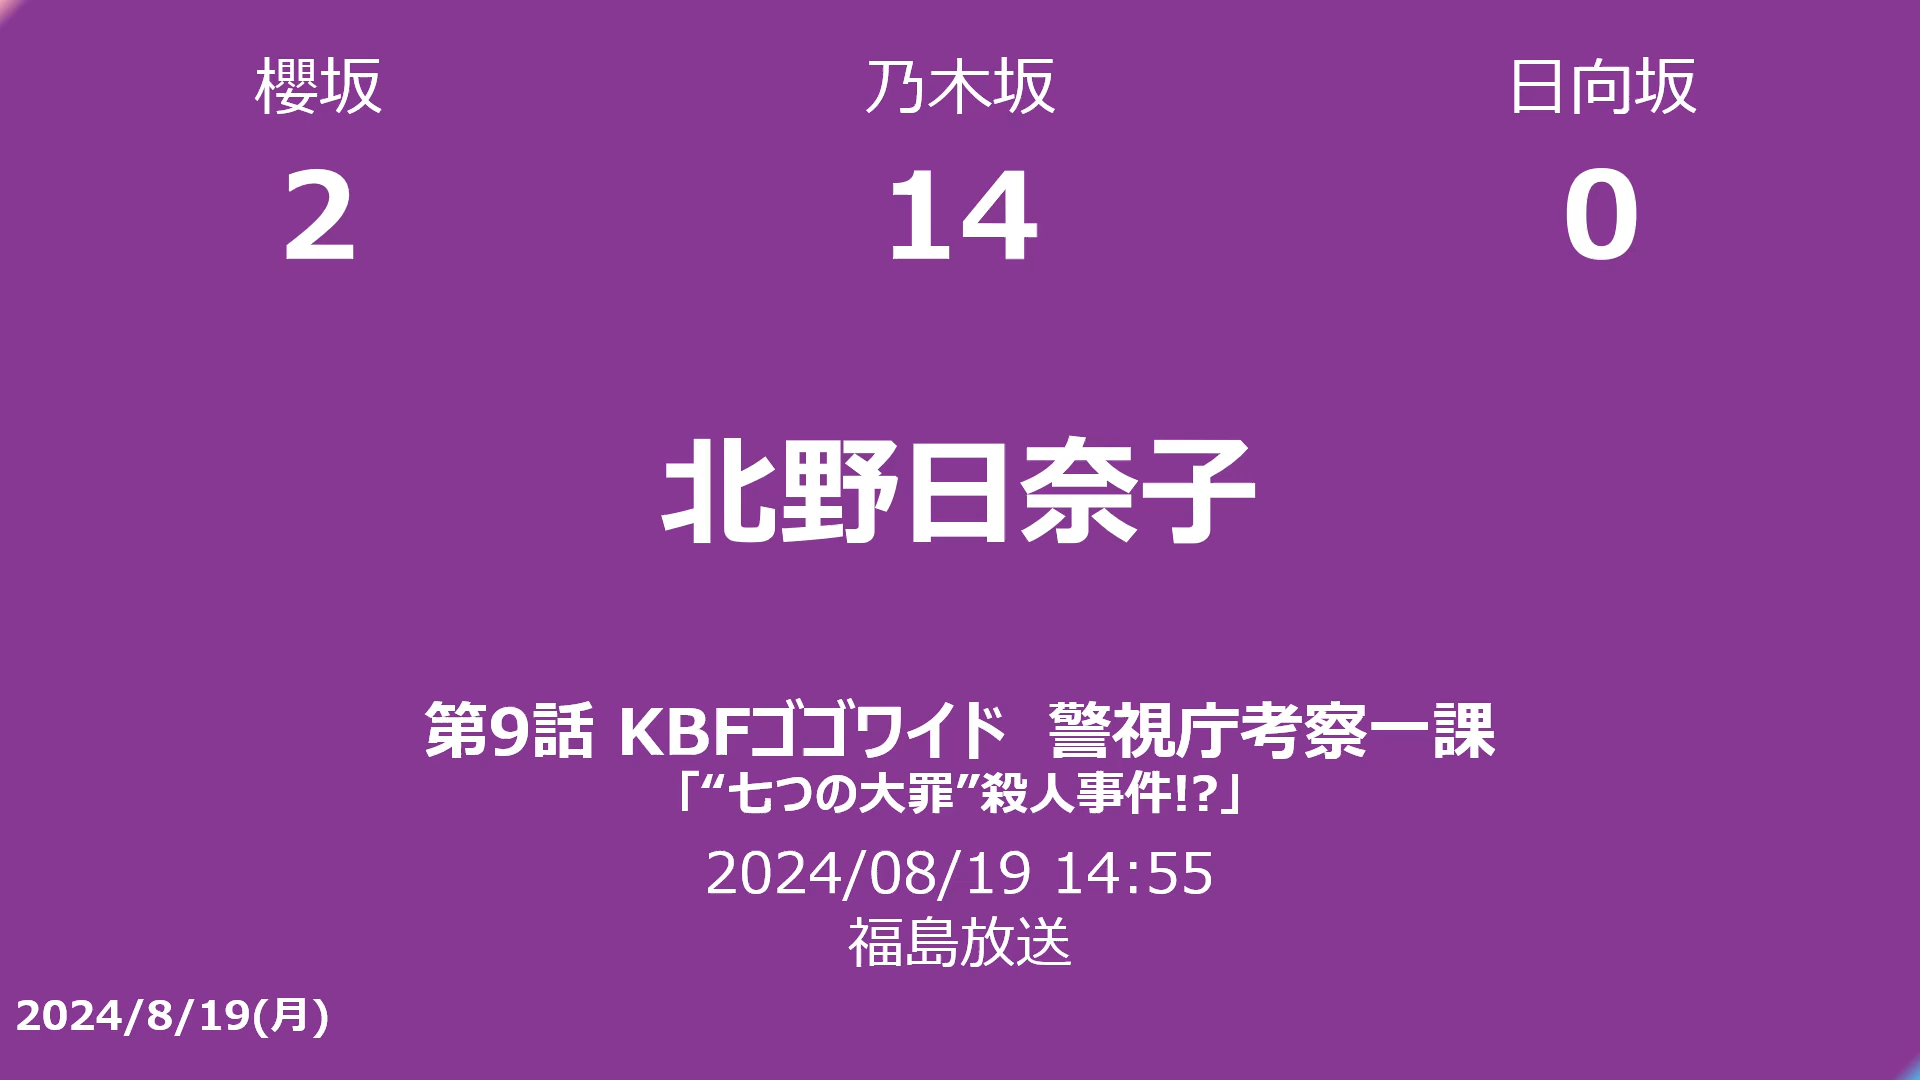 櫻坂 乃木坂 日向坂
2 14 0
北野日奈子
第9話 KBFゴゴワイド　警視庁考察一課
「“七つの大罪”殺人事件!?」
2024/08/19 14:55
福島放送
2024/8/19(月)